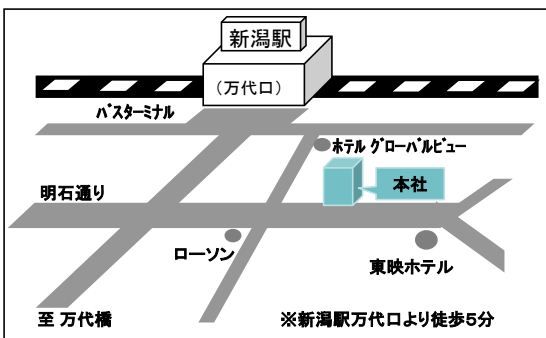 新潟駅
(万代口)
バスターミナル
ホテル グローバルビュー
本社
明石通り
ローソン
東映ホテル
至 万代橋
※新潟駅万代口より徒歩5分